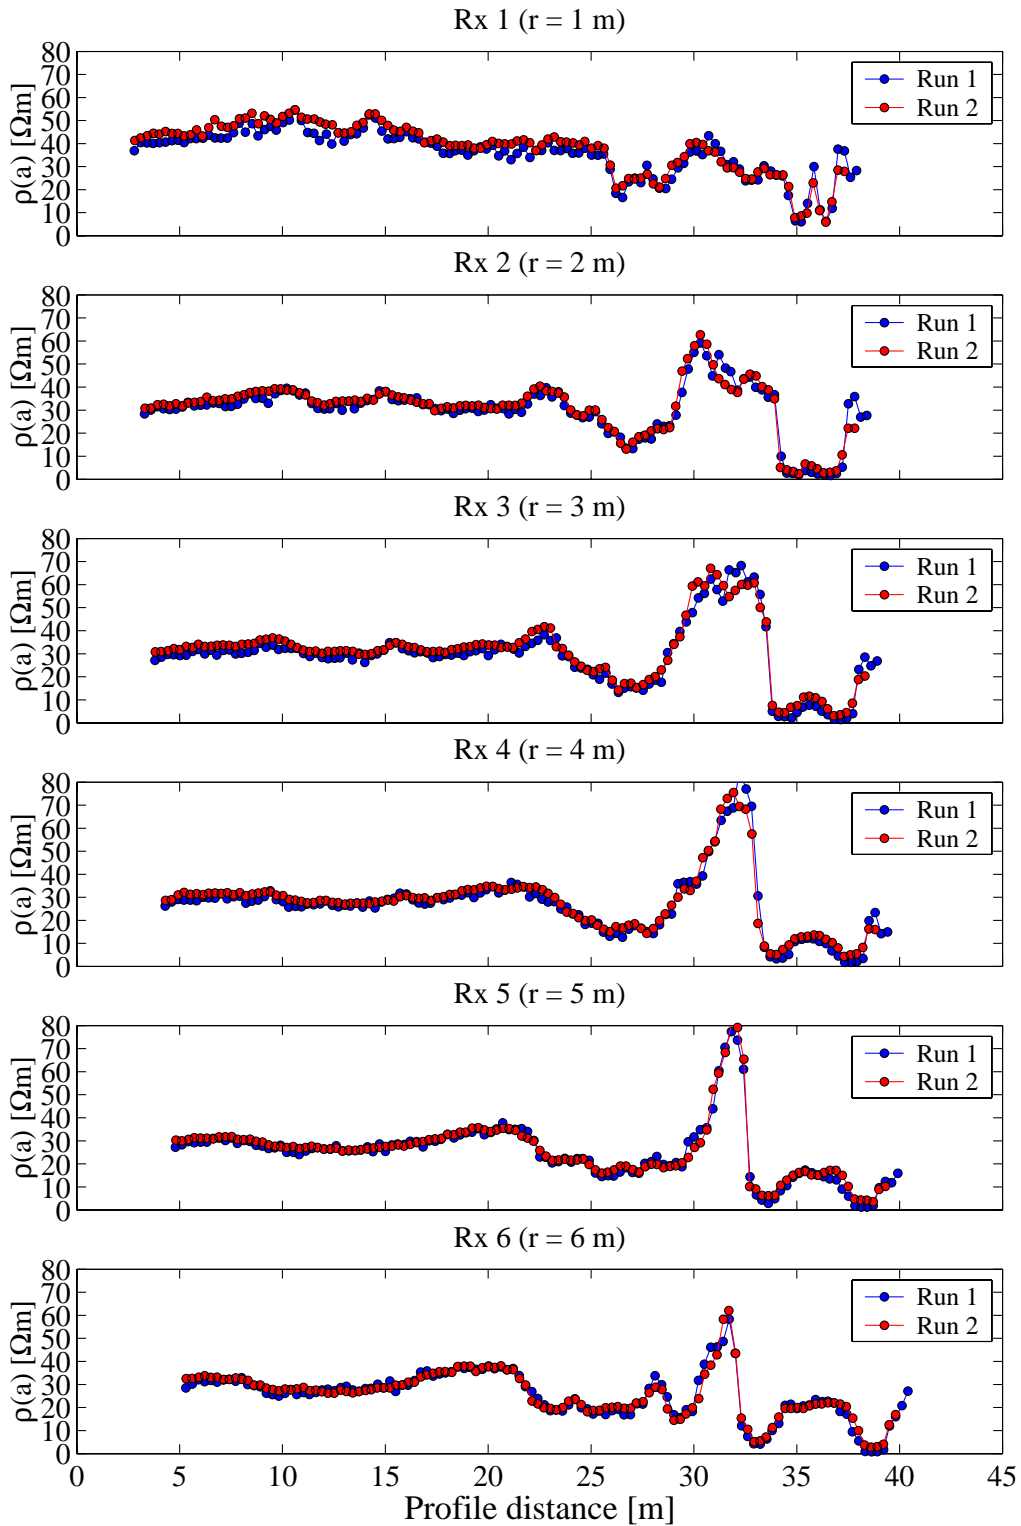 Rx 1 (r = 1 m)
80
70
60
50
40
30
20
10
0
ρ(a) [Ωm]
Run 1
Run 2
Rx 2 (r = 2 m)
80
70
60
50
40
30
20
10
0
ρ(a) [Ωm]
Run 1
Run 2
Rx 3 (r = 3 m)
80
70
60
50
40
30
20
10
0
ρ(a) [Ωm]
Run 1
Run 2
Rx 4 (r = 4 m)
80
70
60
50
40
30
20
10
0
ρ(a) [Ωm]
Run 1
Run 2
Rx 5 (r = 5 m)
80
70
60
50
40
30
20
10
0
ρ(a) [Ωm]
Run 1
Run 2
Rx 6 (r = 6 m)
80
70
60
50
40
30
20
10
0
ρ(a) [Ωm]
Run 1
Run 2
0 5 10 15 20 25 30 35 40 45
Profile distance [m]